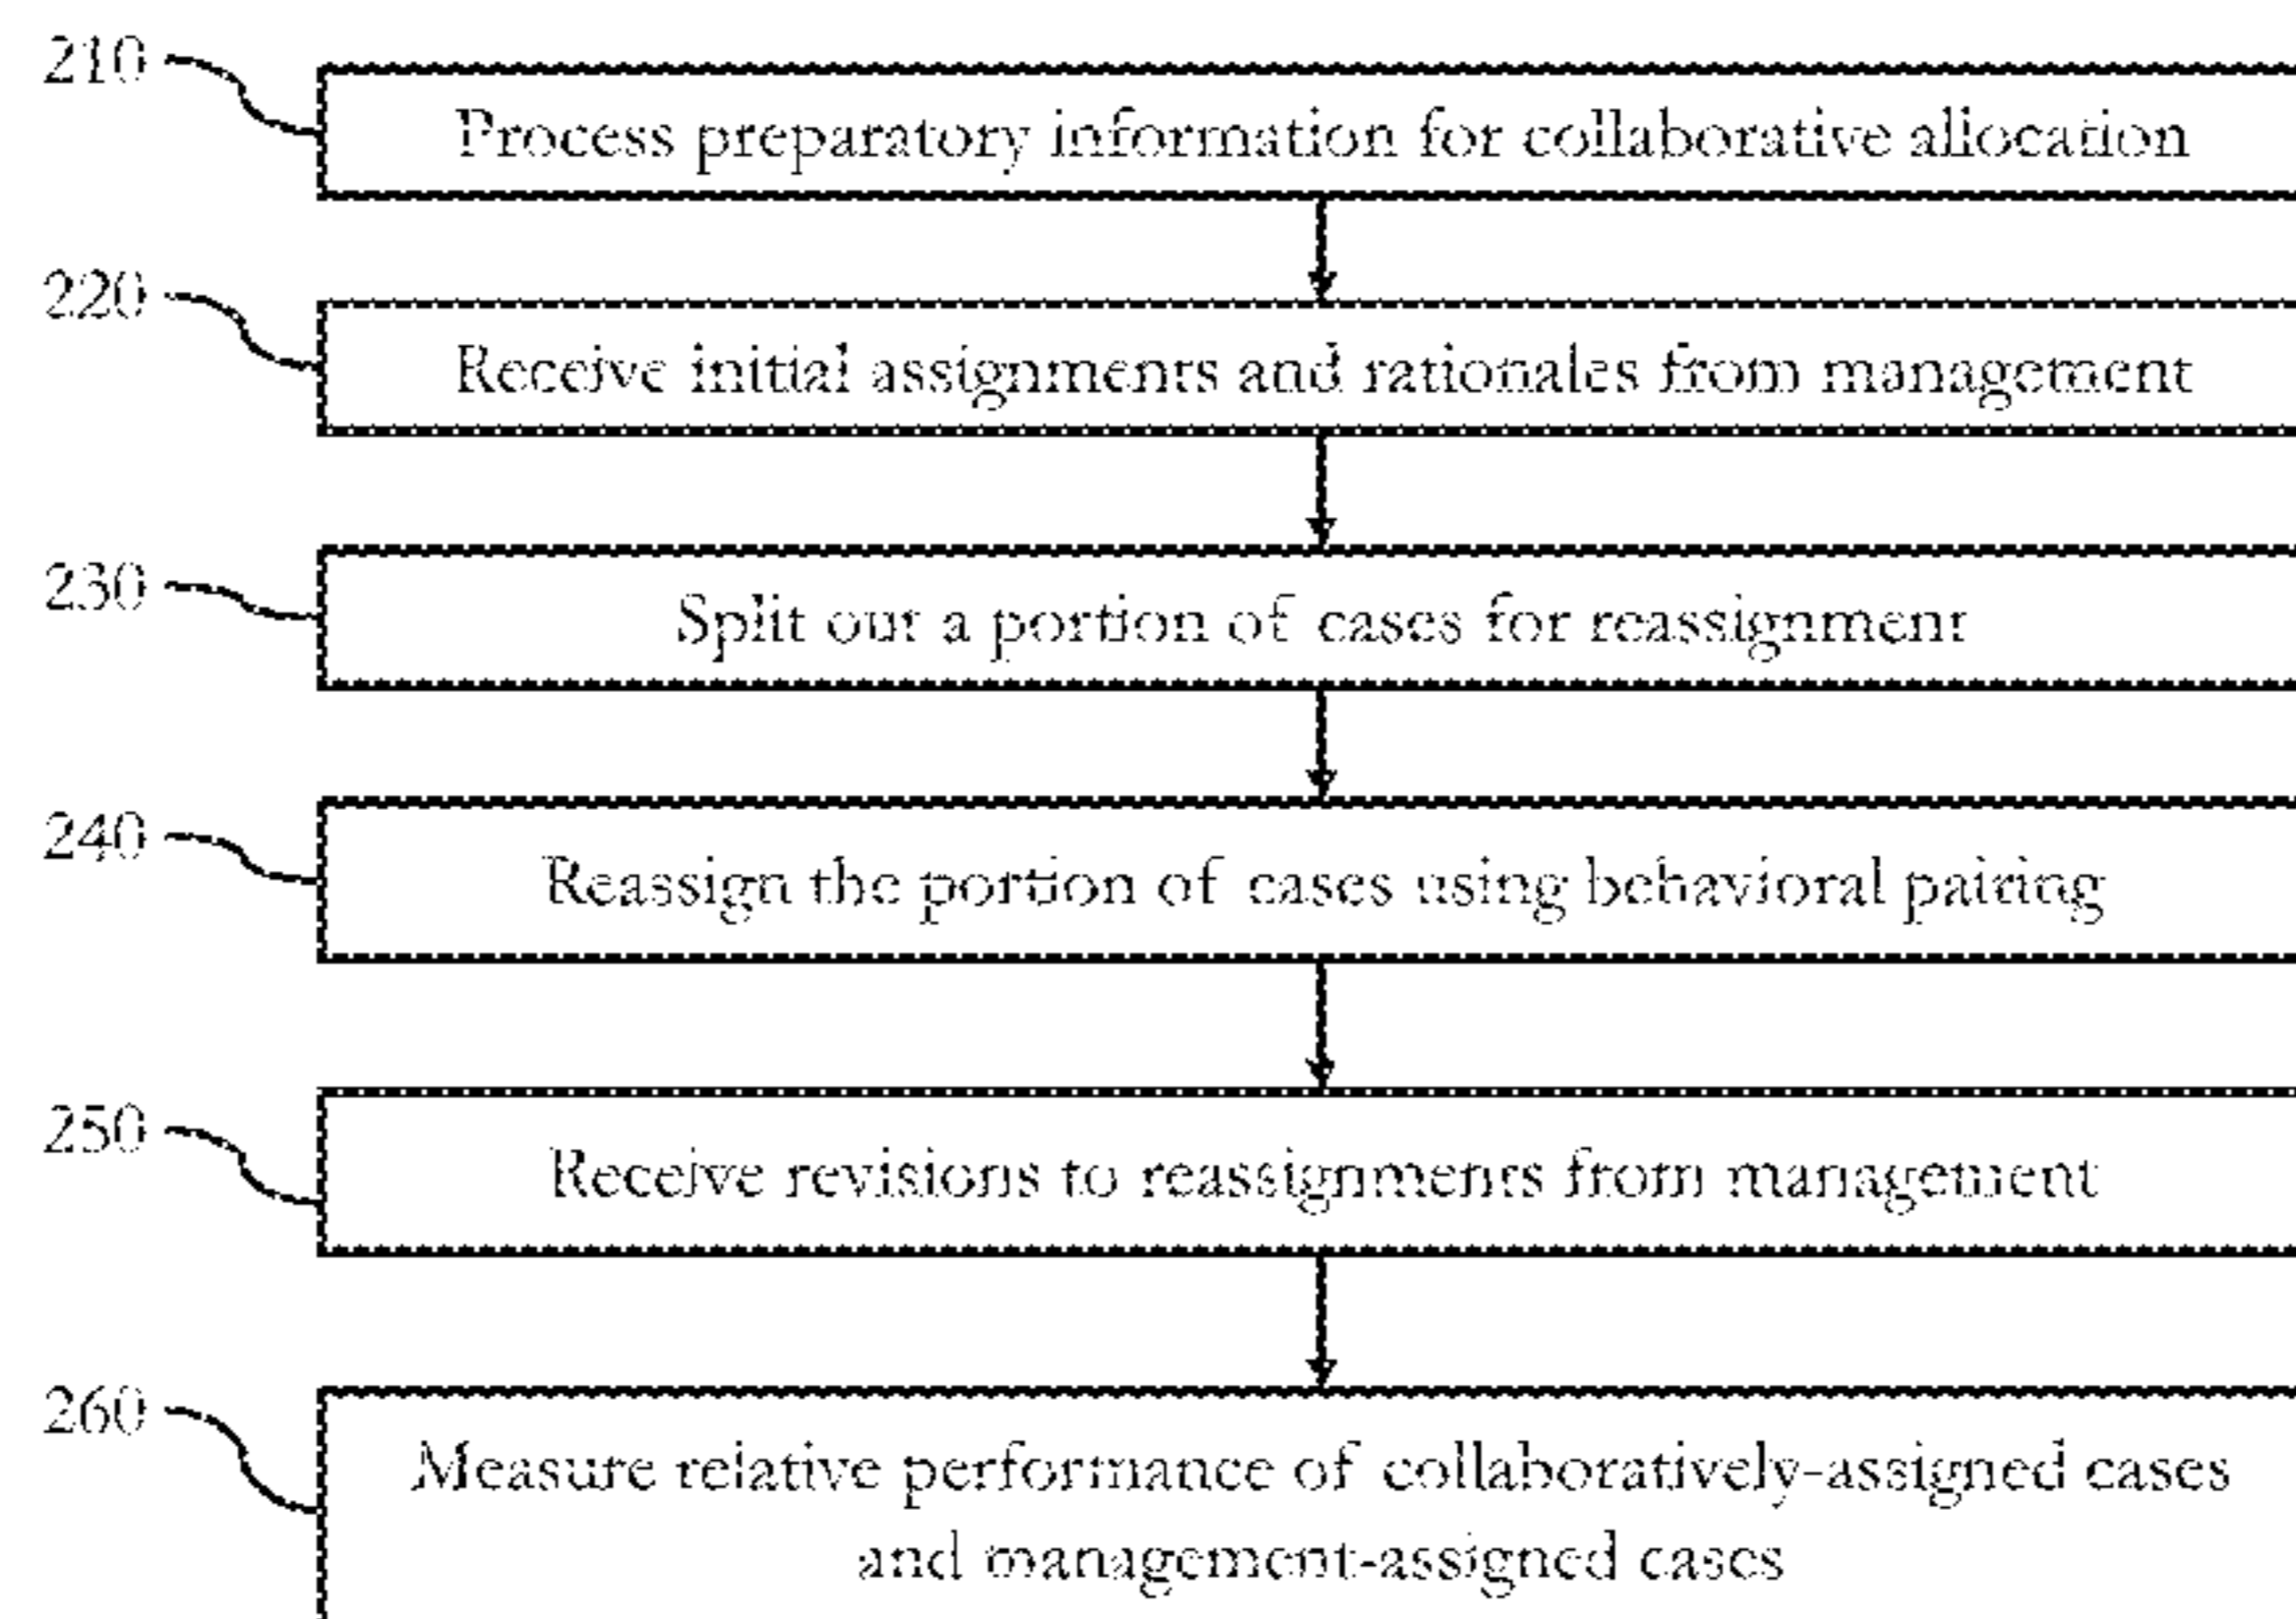 210
Process preparatory information for collaborative allocation
220
Receive initial assignments and rationales from management
230
Split out a portion of cases for reassignment
240
Reassign the portion of cases using behavioral pairing
250
Receive revisions to reassignments from management
260
Measure relative performance of collaboratively-assigned cases
and management-assigned cases